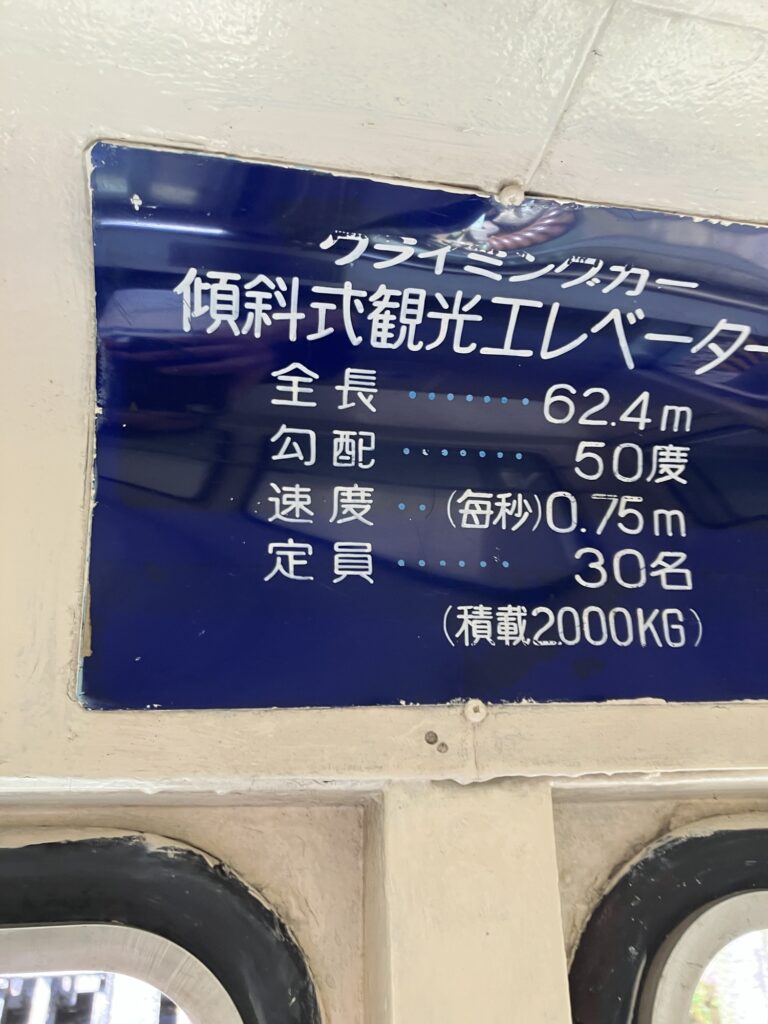 クライミングカー
傾斜式観光エレベーター
全長・・・・・・・62.4m
勾配・・・・・・・50度
速度・・(毎秒)0.75m
定員・・・・・・30名
(積載2000KG)